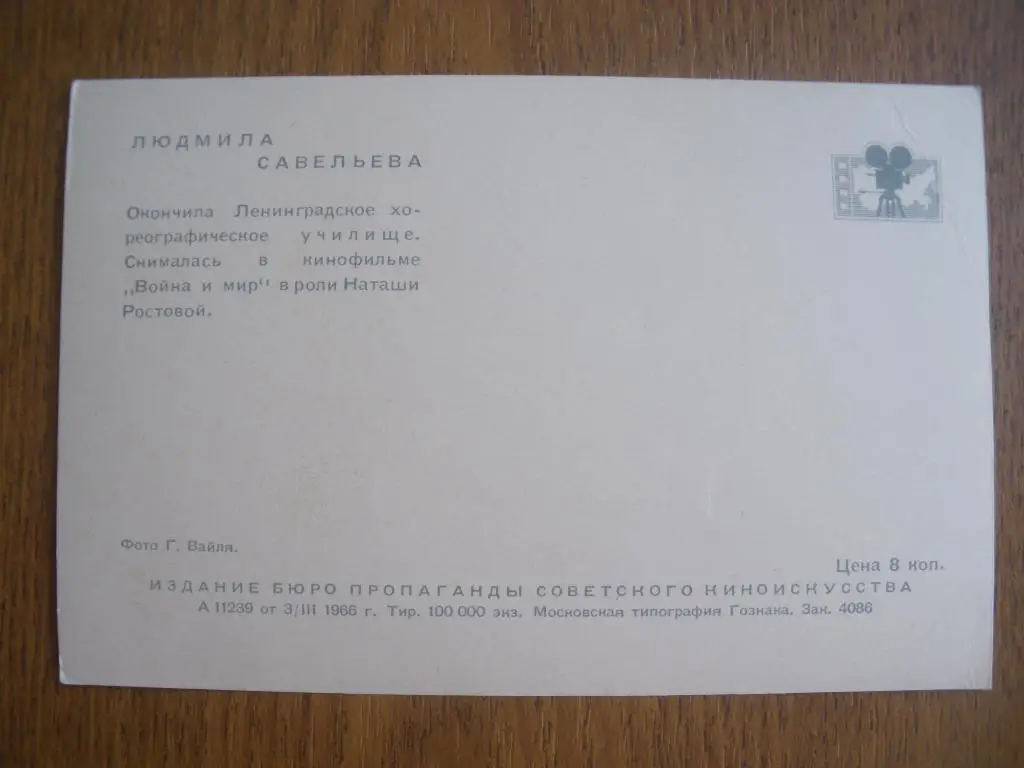 ЛЮДМИЛА
САВЕЛЬЕВА
Окончила Ленинградское хо-
реографическое училище.
Снималась в кинофильме
„Война и мир“ в роли Наташи
Ростовой.
Фото Г. Вайля.
Цена 8 коп.
ИЗДАНИЕ БЮРО ПРОПАГАНДЫ СОВЕТСКОГО КИНОИСКУССТВА
А 11239 от 3/III 1966 г. Тир. 100 000 экз. Московская типография Гознака. Зак. 4086